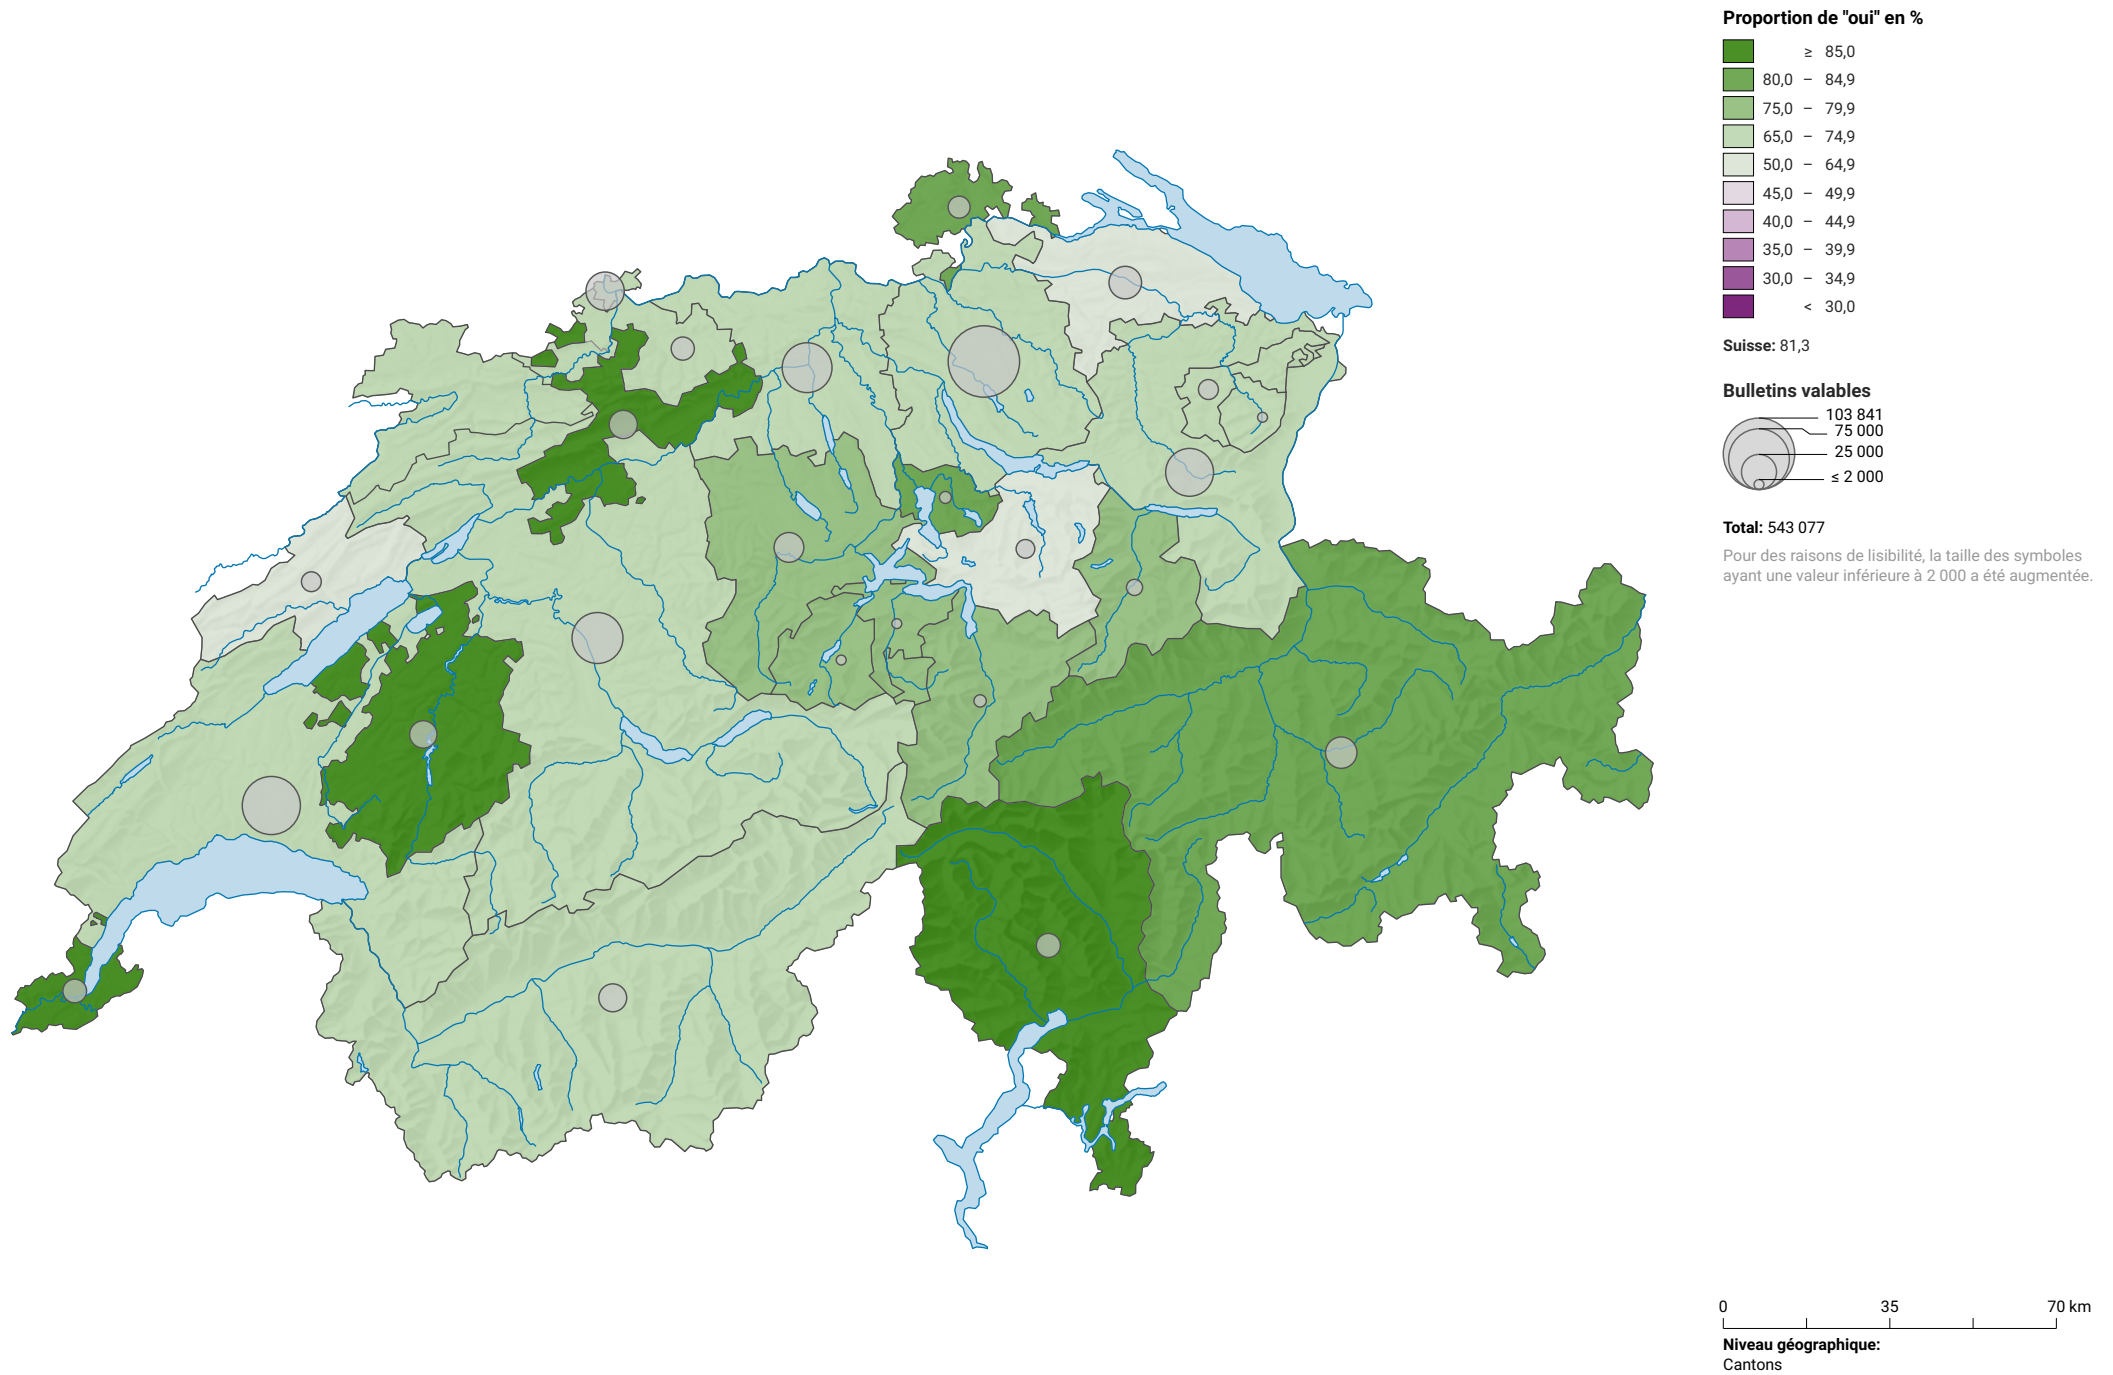 Proportion de "oui" en %
≥ 85,0
80,0 – 84,9
75,0 – 79,9
65,0 – 74,9
50,0 – 64,9
45,0 – 49,9
40,0 – 44,9
35,0 – 39,9
30,0 – 34,9
< 30,0
Suisse: 81,3
Bulletins valables
103 841
75 000
25 000
≤ 2 000
Total: 543 077
Pour des raisons de lisibilité, la taille des symboles
ayant une valeur inférieure à 2 000 a été augmentée.
0 35 70 km
Niveau géographique:
Cantons